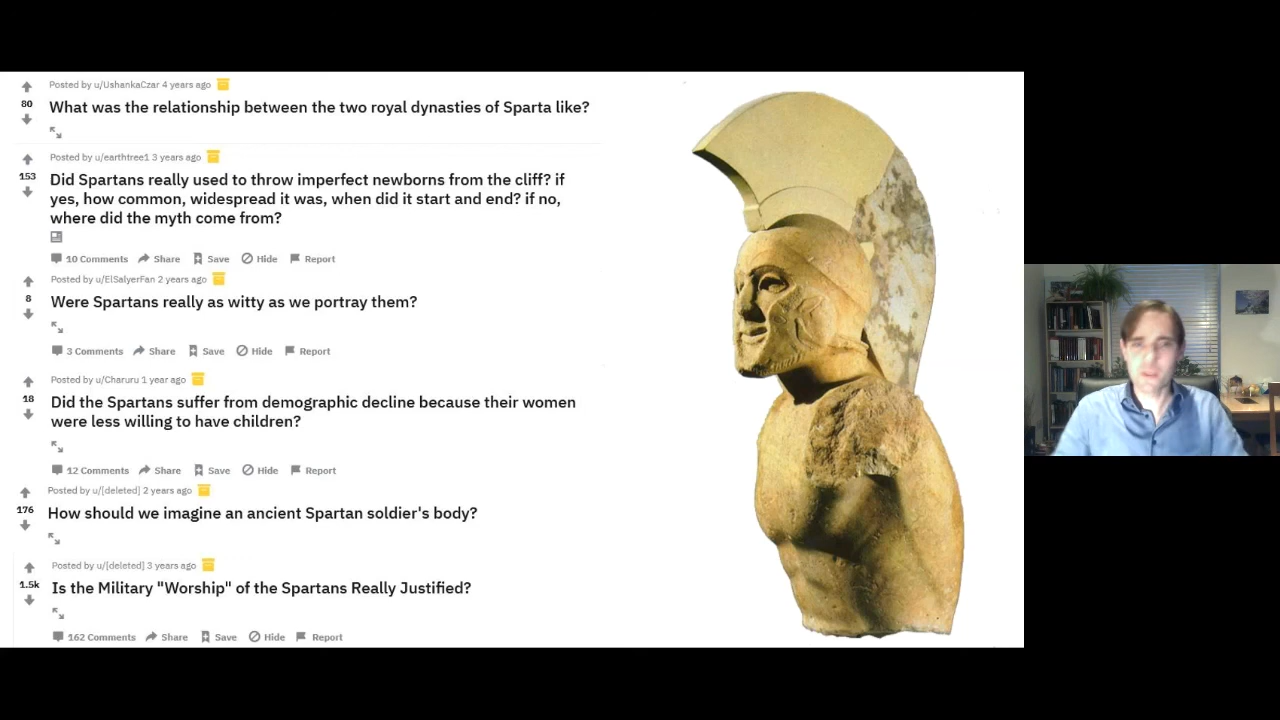 Posted by u/UshankaCzar 4 years ago
80
What was the relationship between the two royal dynasties of Sparta like?
Posted by u/earthtree1 3 years ago
153
Did Spartans really used to throw imperfect newborns from the cliff? if
yes, how common, widespread it was, when did it start and end? if no,
where did the myth come from?
10 Comments Share Save Hide Report
Posted by u/ElSalyerFan 2 years ago
8
Were Spartans really as witty as we portray them?
3 Comments Share Save Hide Report
Posted by u/Charuru 1 year ago
18
Did the Spartans suffer from demographic decline because their women
were less willing to have children?
12 Comments Share Save Hide Report
Posted by u/[deleted] 2 years ago
176
How should we imagine an ancient Spartan soldier's body?
Posted by u/[deleted] 3 years ago
1.5k
Is the Military "Worship" of the Spartans Really Justified?
162 Comments Share Save Hide Report